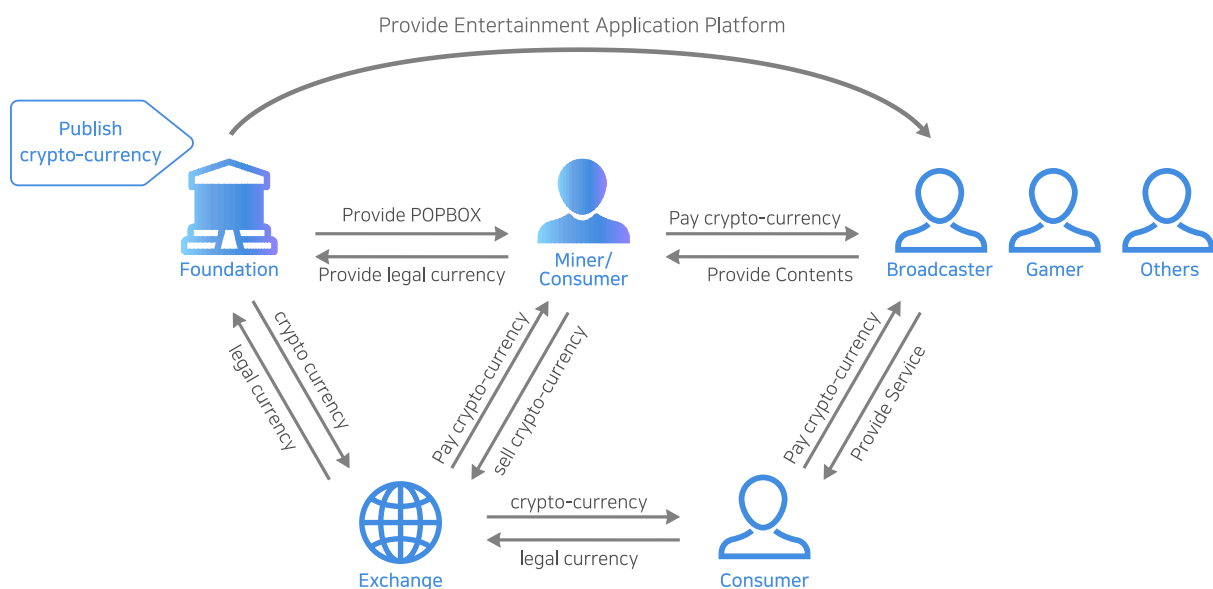 Provide Entertainment Application Platform
Publish
crypto-currency
Provide POPBOX
Pay crypto-currency
Provide legal currency
Provide Contents
Foundation
Miner/
Consumer
Broadcaster
Gamer
Others
crypto currency
legal currency
Pay crypto-currency
sell crypto-currency
Pay crypto-currency
Provide Service
crypto-currency
legal currency
Exchange
Consumer